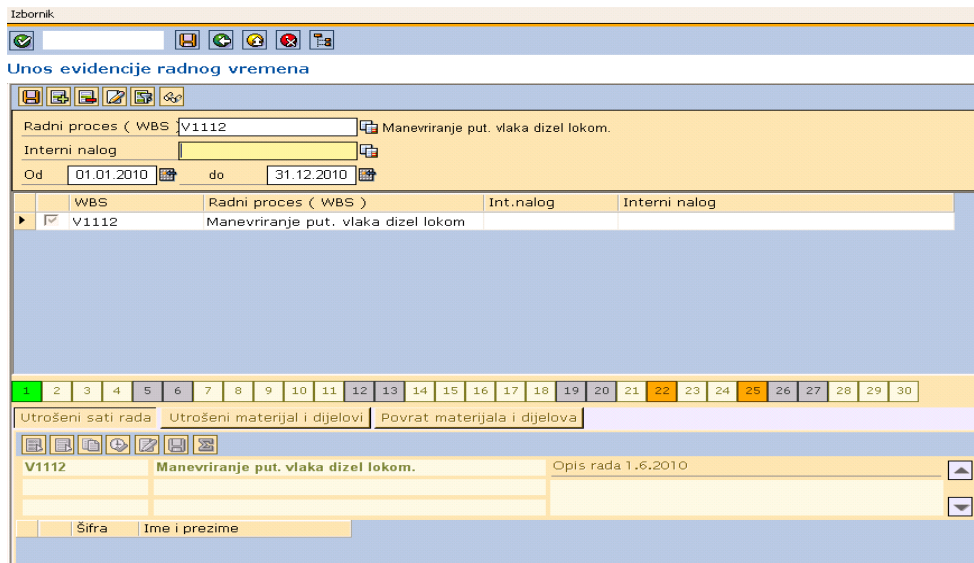 Izbornik
Unos evidencije radnog vremena
Radni proces ( WBS ) V1112 Manevriranje put. vlaka dizel lokom.
Interni nalog
Od 01.01.2010 do 31.12.2010
WBS Radni proces ( WBS ) Int.nalog Interni nalog
V1112 Manevriranje put. vlaka dizel lokom
1 2 3 4 5 6 7 8 9 10 11 12 13 14 15 16 17 18 19 20 21 22 23 24 25 26 27 28 29 30
Utrošeni sati rada Utrošeni materijal i dijelovi Povrat materijala i dijelova
V1112 Manevriranje put. vlaka dizel lokom. Opis rada 1.6.2010
Šifra Ime i prezime